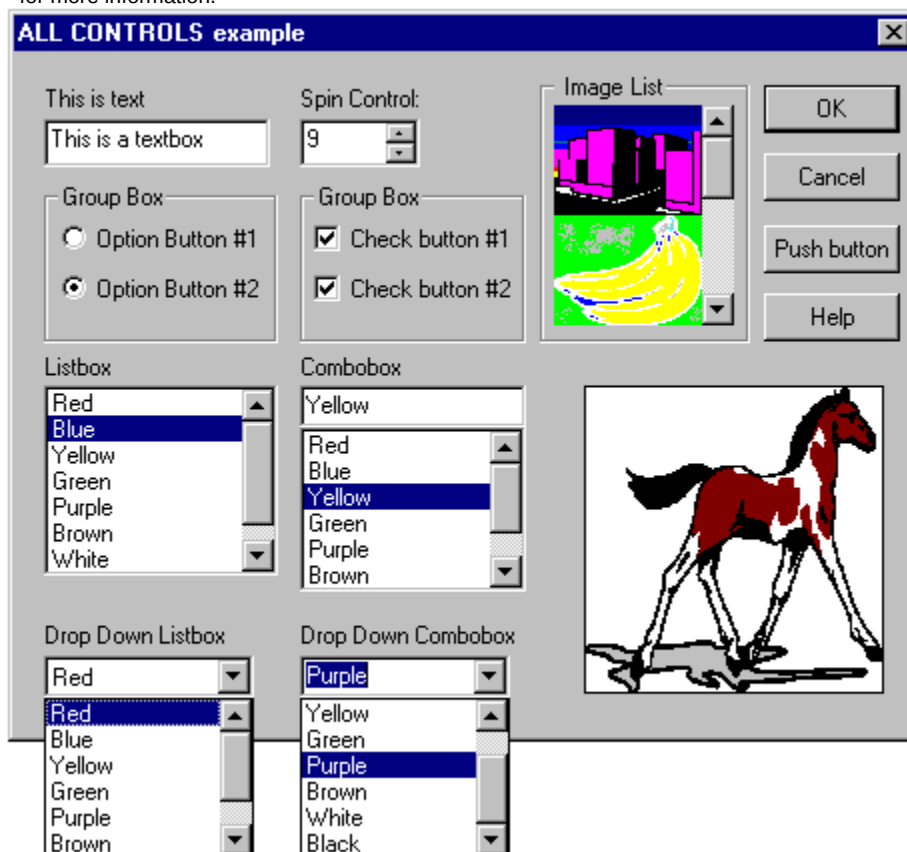 for more information.
ALL CONTROLS example
This is text
This is a textbox
Spin Control:
9
Group Box
Option Button #1
Option Button #2
Group Box
Check button #1
Check button #2
Image List
OK
Cancel
Push button
Help
Listbox
Red
Blue
Yellow
Green
Purple
Brown
White
Combobox
Yellow
Red
Blue
Yellow
Green
Purple
Brown
Drop Down Listbox
Red
Red
Blue
Yellow
Green
Purple
Brown
Drop Down Combobox
Purple
Yellow
Green
Purple
Brown
White
Black